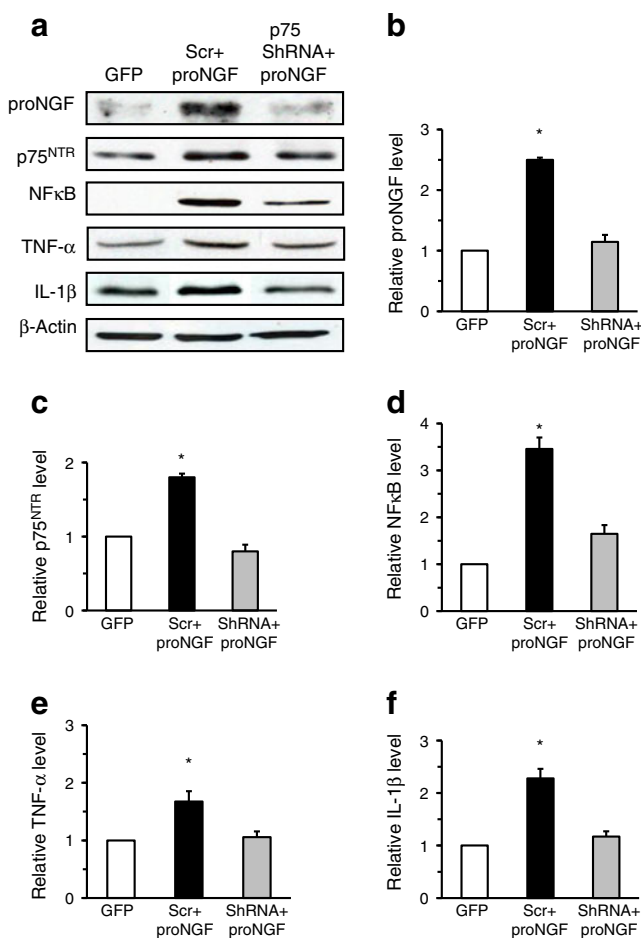 a
GFP
Scr+
proNGF
p75
ShRNA+
proNGF
proNGF
p75NTR
NFκB
TNF-α
IL-1β
β-Actin
b
Relative proNGF level
3
2
1
0
*
GFP
Scr+
proNGF
ShRNA+
proNGF
c
Relative p75NTR level
2
1
0
*
GFP
Scr+
proNGF
ShRNA+
proNGF
d
Relative NFκB level
4
3
2
1
0
*
GFP
Scr+
proNGF
ShRNA+
proNGF
e
Relative TNF-α level
3
2
1
0
*
GFP
Scr+
proNGF
ShRNA+
proNGF
f
Relative IL-1β level
3
2
1
0
*
GFP
Scr+
proNGF
ShRNA+
proNGF